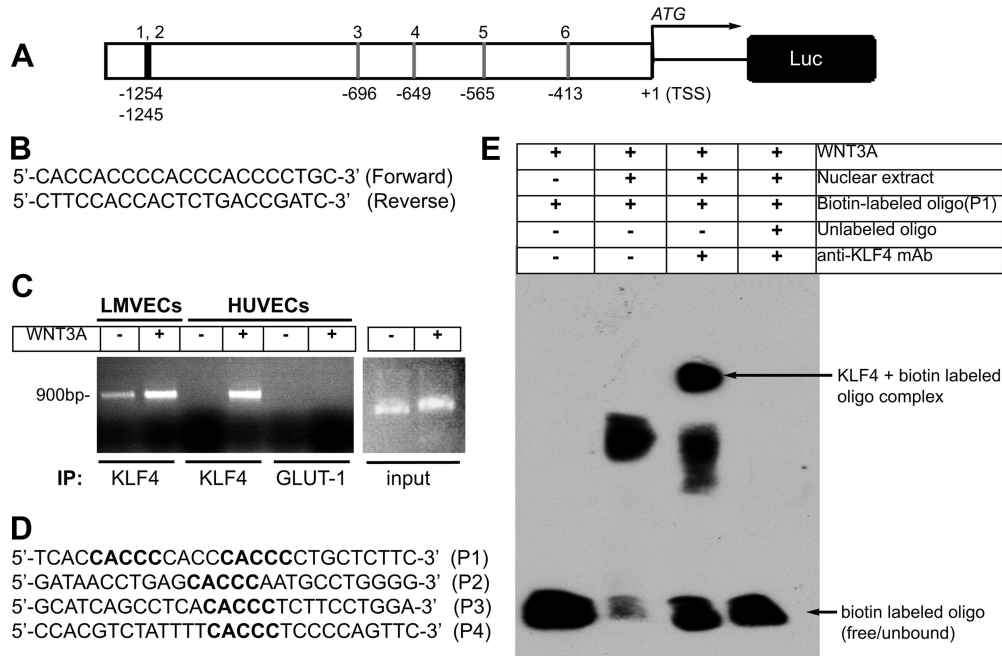 A
1, 2 3 4 5 6 ATG
Luc
-1254 -696 -649 -565 -413 +1 (TSS)
-1245
B
5’-CACCACCCCACCCACCCCTGC-3’ (Forward)
5’-CTTCCACCACTCTGACCGATC-3’ (Reverse)
C
LMVECs HUVECs
WNT3A - + - + - + - +
900bp-
IP: KLF4 KLF4 GLUT-1 input
D
5’-TCACCACCCCACCCACCCCTGCTCTTC-3’ (P1)
5’-GATAACCTGAGCACCCAATGCCTGGGG-3’ (P2)
5’-GCATCAGCCTCACACCCTCTTCCTGGA-3’ (P3)
5’-CCACGTCTATTTTCACCCTCCCCAGTTC-3’ (P4)
E
+ + + + WNT3A
- + + + Nuclear extract
+ + + + Biotin-labeled oligo(P1)
- - - + Unlabeled oligo
- - + + anti-KLF4 mAb
KLF4 + biotin labeled
oligo complex
biotin labeled oligo
(free/unbound)